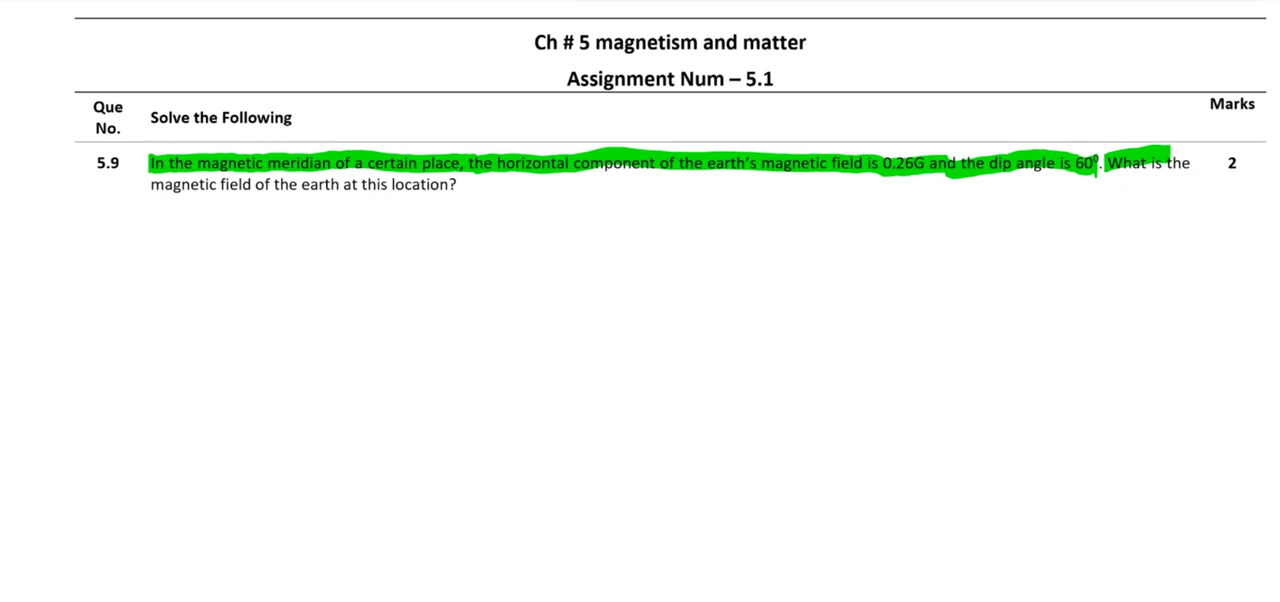 Ch # 5 magnetism and matter
Assignment Num – 5.1
Que No.
Solve the Following
Marks
5.9
In the magnetic meridian of a certain place, the horizontal component of the earth's magnetic field is 0.26G and the dip angle is 60⁰. What is the
2
magnetic field of the earth at this location?